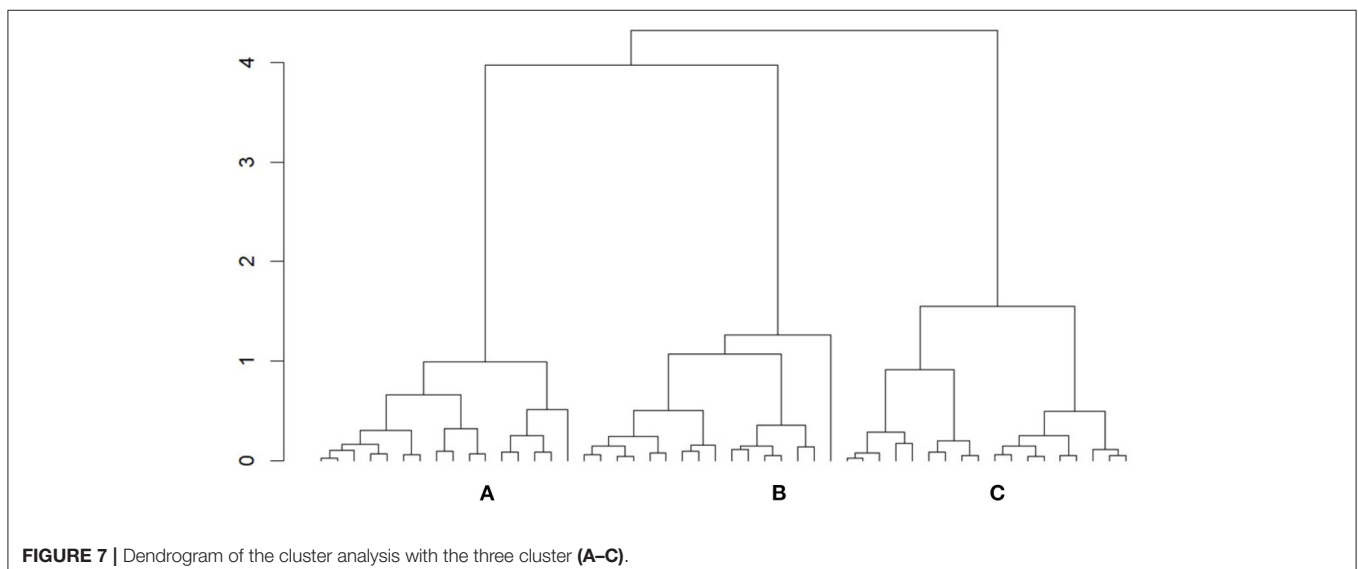 4
3
2
1
0
A B C
FIGURE 7 | Dendrogram of the cluster analysis with the three cluster (A–C).